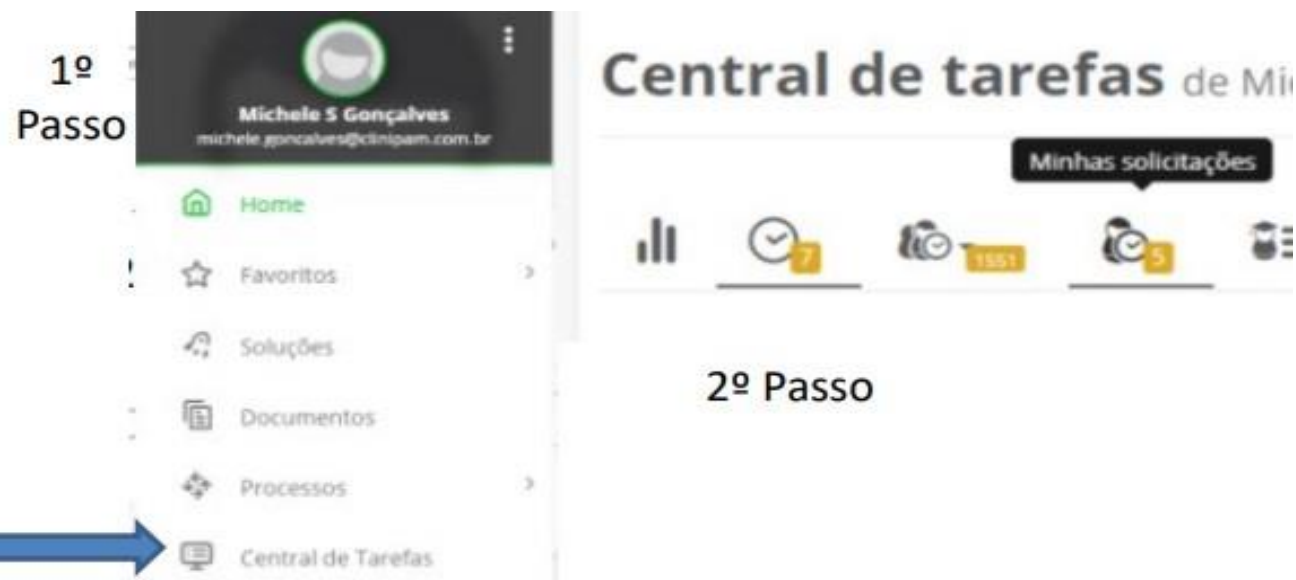 1º
Passo
Michele S Gonçalves
michele.goncalves@clinipam.com.br
Home
Favoritos
Soluções
Documentos
Processos
Central de Tarefas
Central de tarefas de Mic
Minhas solicitações
7
1551
5
2º Passo